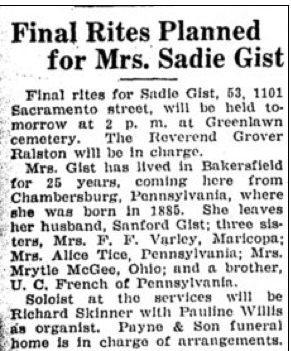 Final Rites Planned
for Mrs. Sadie Gist
Final rites for Sadie Gist, 53, 1101
Sacramento street, will be held to-
morrow at 2 p. m. at Greenlawn
cemetery. The Reverend Grover
Ralston will be in charge.
Mrs. Gist has lived in Bakersfield
for 25 years, coming here from
Chambersburg, Pennsylvania, where
she was born in 1885. She leaves
her husband, Sanford Gist; three sis-
ters, Mrs. F. F. Varley, Maricopa;
Mrs. Alice Tice, Pennsylvania; Mrs.
Mrytle McGee, Ohio; and a brother,
U. C. French of Pennsylvania.
Soloist at the services will be
Richard Skinner with Pauline Willis
as organist. Payne & Son funeral
home is in charge of arrangements.